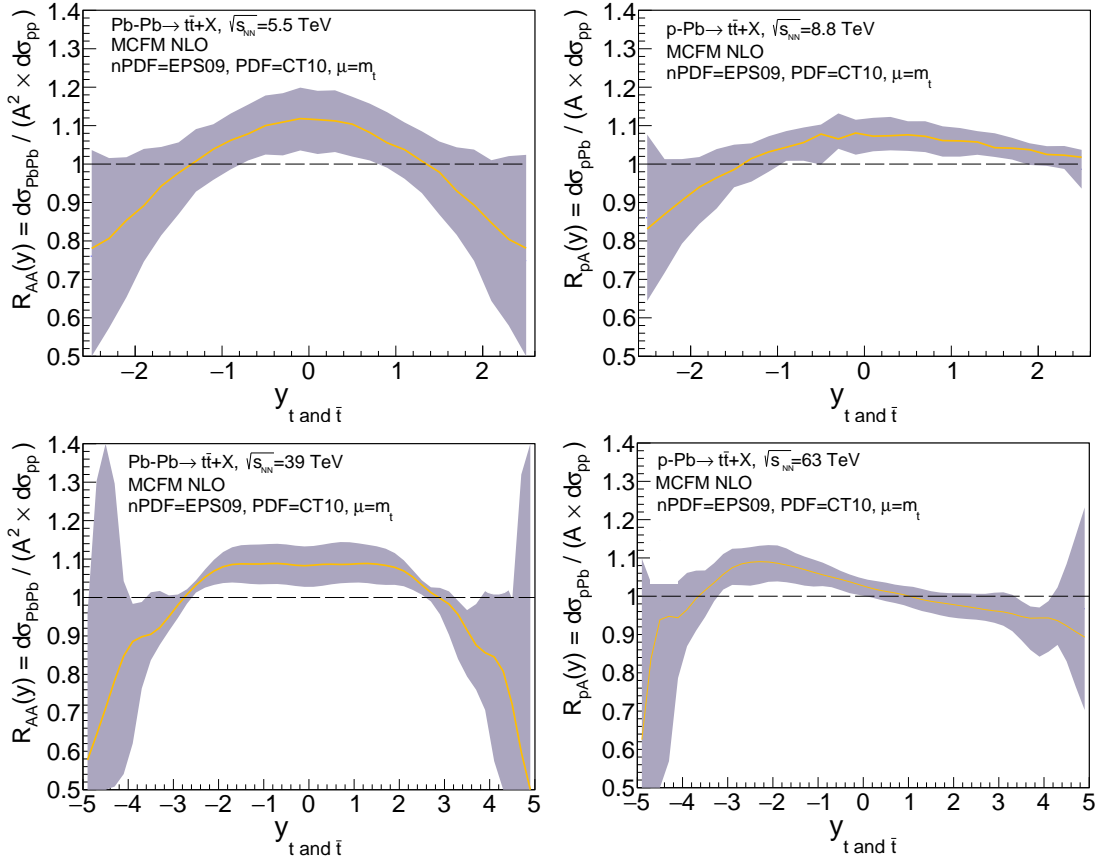 Pb-Pb→ tt̄+X, √s_NN=5.5 TeV
MCFM NLO
nPDF=EPS09, PDF=CT10, μ=m_t
R_AA(y) = dσ_PbPb / (A² × dσ_pp)
1.4
1.3
1.2
1.1
1
0.9
0.8
0.7
0.6
0.5
−2 −1 0 1 2
y_t and t̄
p-Pb→ tt̄+X, √s_NN=8.8 TeV
MCFM NLO
nPDF=EPS09, PDF=CT10, μ=m_t
R_pA(y) = dσ_pPb / (A × dσ_pp)
1.4
1.3
1.2
1.1
1
0.9
0.8
0.7
0.6
0.5
−2 −1 0 1 2
y_t and t̄
Pb-Pb→ tt̄+X, √s_NN=39 TeV
MCFM NLO
nPDF=EPS09, PDF=CT10, μ=m_t
R_AA(y) = dσ_PbPb / (A² × dσ_pp)
1.4
1.3
1.2
1.1
1
0.9
0.8
0.7
0.6
0.5
−5 −4 −3 −2 −1 0 1 2 3 4 5
y_t and t̄
p-Pb→ tt̄+X, √s_NN=63 TeV
MCFM NLO
nPDF=EPS09, PDF=CT10, μ=m_t
R_pA(y) = dσ_pPb / (A × dσ_pp)
1.4
1.3
1.2
1.1
1
0.9
0.8
0.7
0.6
0.5
−5 −4 −3 −2 −1 0 1 2 3 4 5
y_t and t̄